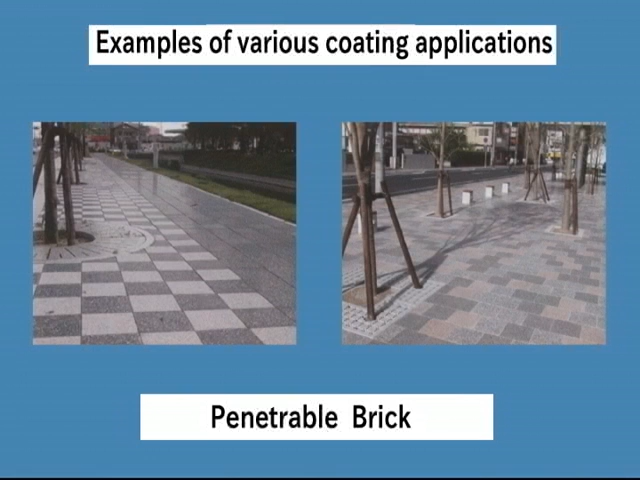 Examples of various coating applications
Penetrable Brick